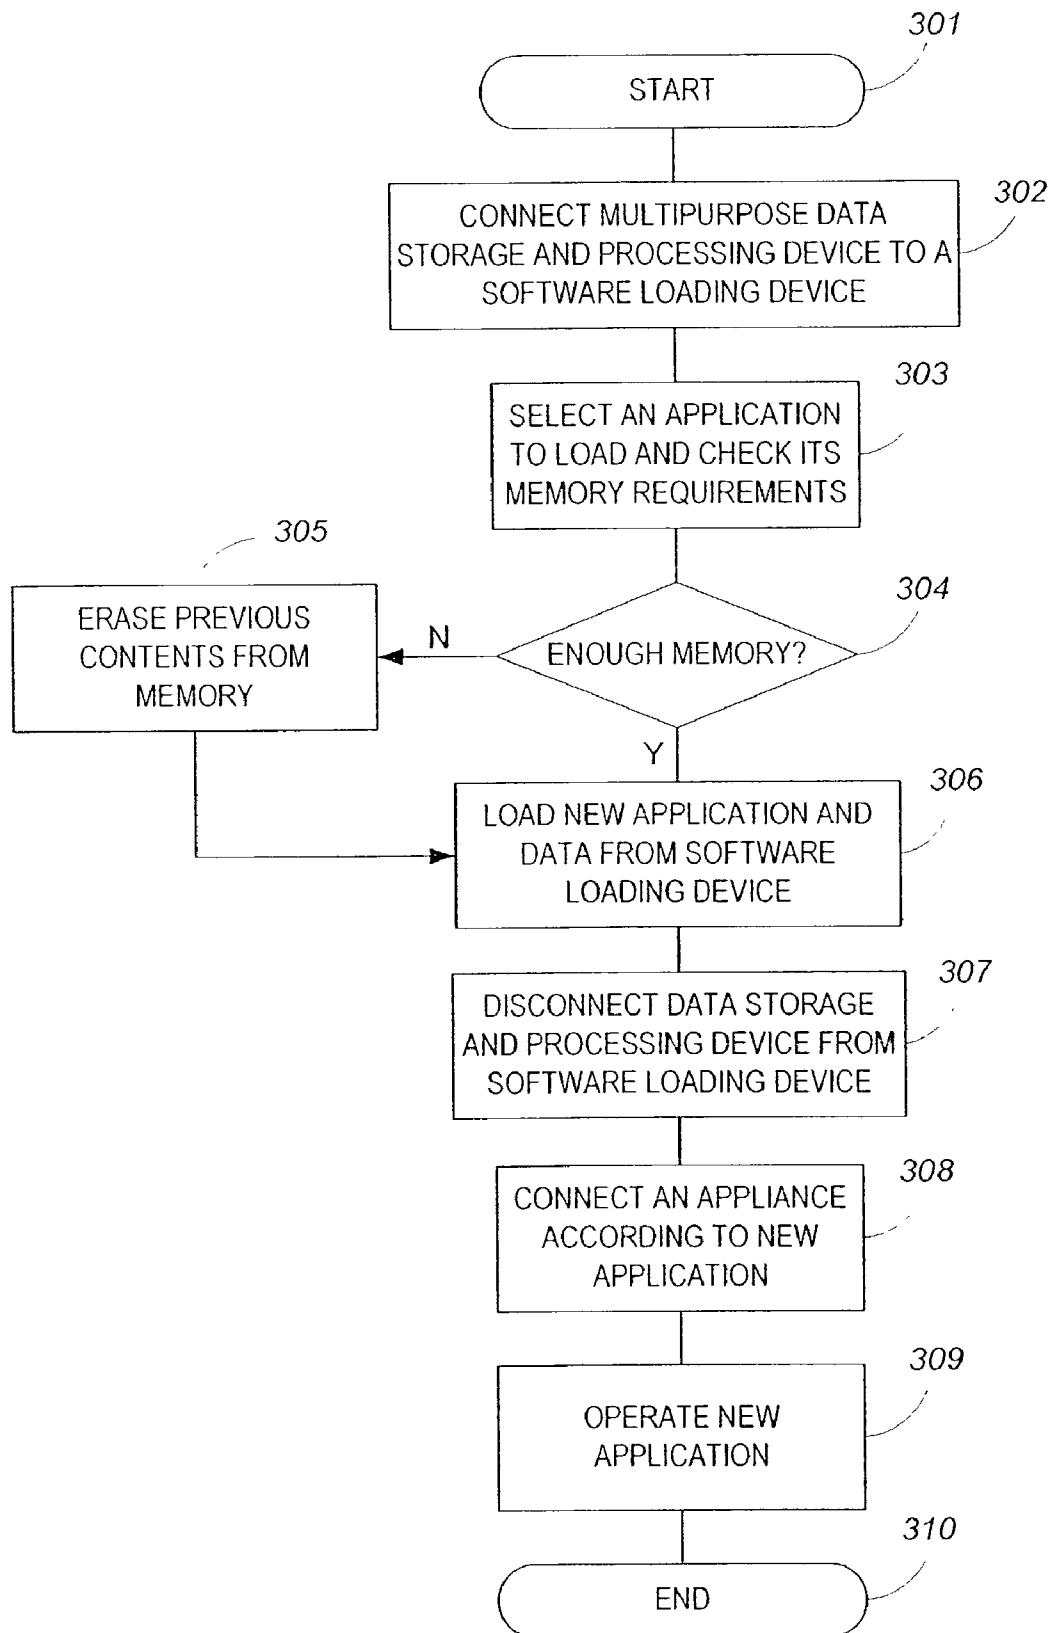 301
START
302
CONNECT MULTIPURPOSE DATA
STORAGE AND PROCESSING DEVICE TO A
SOFTWARE LOADING DEVICE
303
SELECT AN APPLICATION
TO LOAD AND CHECK ITS
MEMORY REQUIREMENTS
304
ENOUGH MEMORY?
N
305
ERASE PREVIOUS
CONTENTS FROM
MEMORY
Y
306
LOAD NEW APPLICATION AND
DATA FROM SOFTWARE
LOADING DEVICE
307
DISCONNECT DATA STORAGE
AND PROCESSING DEVICE FROM
SOFTWARE LOADING DEVICE
308
CONNECT AN APPLIANCE
ACCORDING TO NEW
APPLICATION
309
OPERATE NEW
APPLICATION
310
END